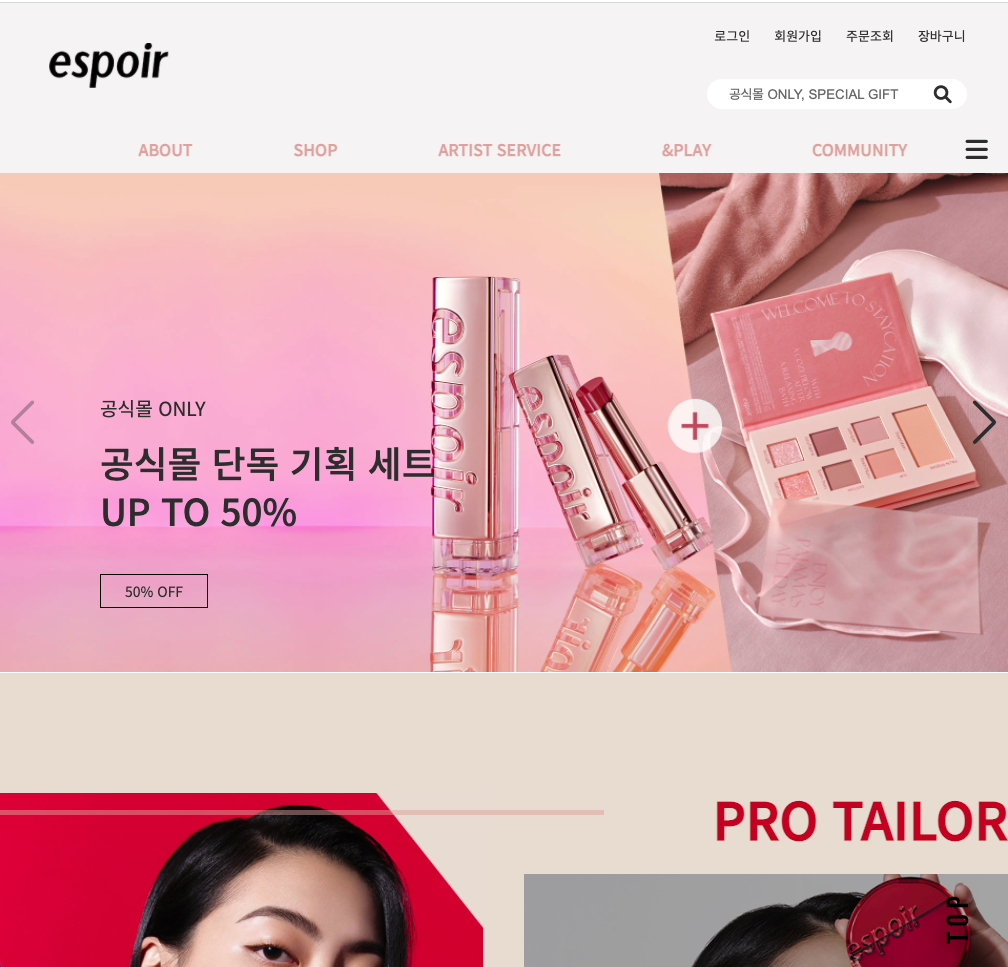 espoir
로그인 회원가입 주문조회 장바구니
공식몰 ONLY, SPECIAL GIFT
ABOUT SHOP ARTIST SERVICE &PLAY COMMUNITY
공식몰 ONLY
공식몰 단독 기획 세트
UP TO 50%
50% OFF
espoir
espoir
WELCOME TO STAYCATION
PRO TAILOR
espoir
TOP